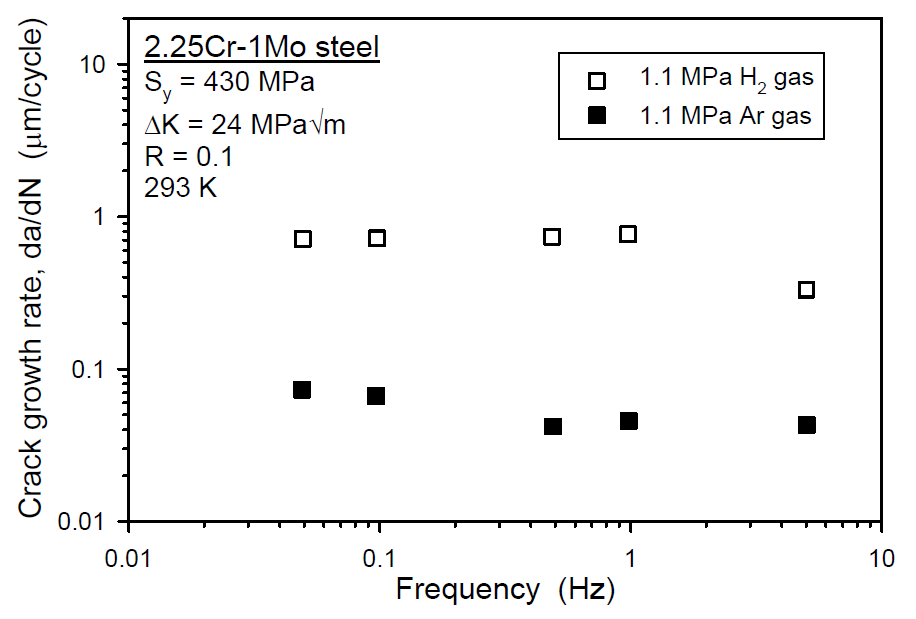 2.25Cr-1Mo steel
S_y = 430 MPa
ΔK = 24 MPa√m
R = 0.1
293 K
1.1 MPa H₂ gas
1.1 MPa Ar gas
Crack growth rate, da/dN (μm/cycle)
10
1
0.1
0.01
0.01
0.1
1
10
Frequency (Hz)